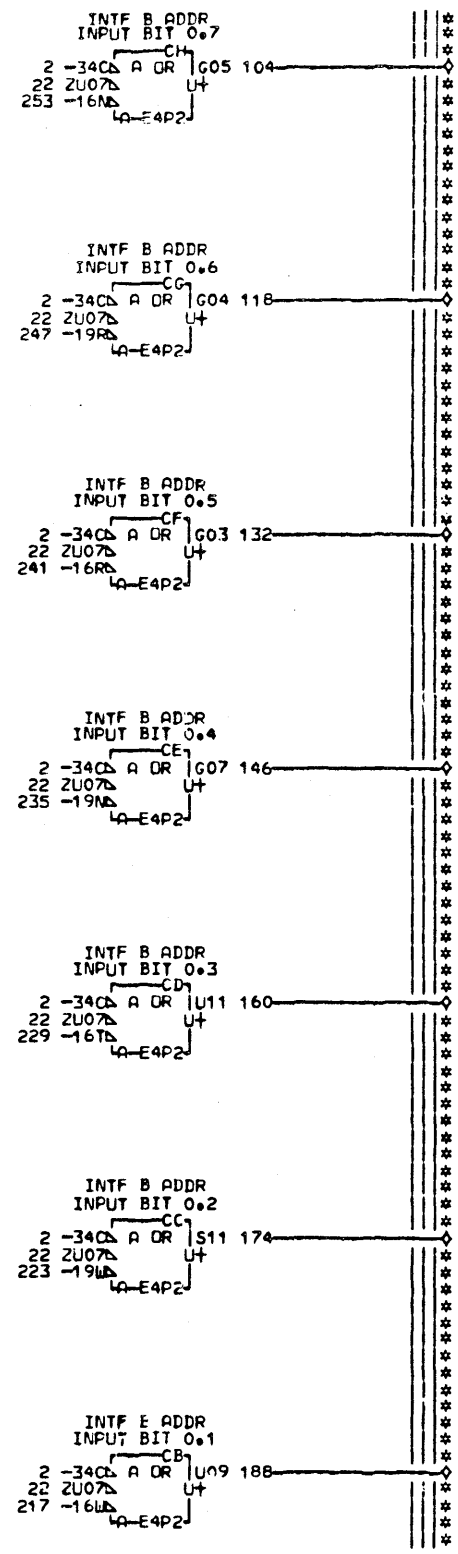 INTF B ADDR
INPUT BIT 0.7
CH
2 -34C A OR G05 104
22 ZU07 U+
253 -16N
A-E4P2
INTF B ADDR
INPUT BIT 0.6
CG
2 -34C A OR G04 118
22 ZU07 U+
247 -19R
A-E4P2
INTF B ADDR
INPUT BIT 0.5
CF
2 -34C A OR G03 132
22 ZU07 U+
241 -16R
A-E4P2
INTF B ADDR
INPUT BIT 0.4
CE
2 -34C A OR G07 146
22 ZU07 U+
235 -19N
A-E4P2
INTF B ADDR
INPUT BIT 0.3
CD
2 -34C A OR U11 160
22 ZU07 U+
229 -16T
A-E4P2
INTF B ADDR
INPUT BIT 0.2
CC
2 -34C A OR S11 174
22 ZU07 U+
223 -19W
A-E4P2
INTF B ADDR
INPUT BIT 0.1
CB
2 -34C A OR U09 188
22 ZU07 U+
217 -16W
A-E4P2